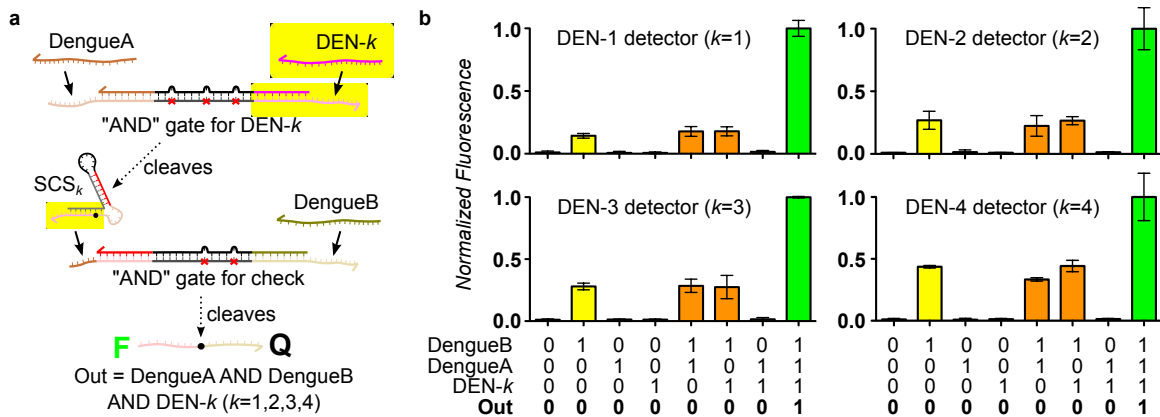 a
DengueA
DEN-k
"AND" gate for DEN-k
cleaves
SCSk
DengueB
"AND" gate for check
cleaves
F Q
Out = DengueA AND DengueB
AND DEN-k (k=1,2,3,4)
b
Normalized Fluorescence
DEN-1 detector (k=1)
1.0
0.5
0.0
DEN-2 detector (k=2)
1.0
0.5
0.0
DEN-3 detector (k=3)
1.0
0.5
0.0
DEN-4 detector (k=4)
1.0
0.5
0.0
DengueB 0 1 0 0 1 1 0 1 0 1 0 0 1 1 0 1
DengueA 0 0 1 0 1 0 1 1 0 0 1 0 1 0 1 1
DEN-k 0 0 0 1 0 1 1 1 0 0 0 1 0 1 1 1
Out 0 0 0 0 0 0 0 1 0 0 0 0 0 0 0 1